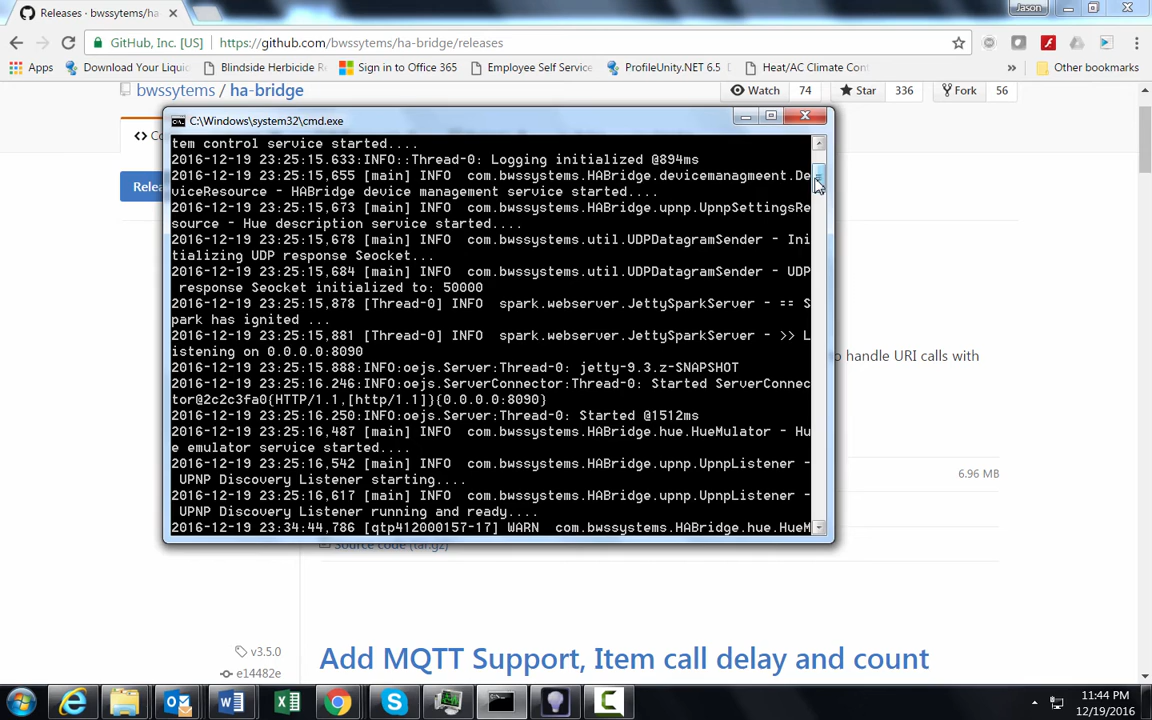 Releases · bwssytems/ha
Jason
GitHub, Inc. [US]
https://github.com/bwssytems/ha-bridge/releases
Apps
Download Your Liquid
Blindside Herbicide R
Sign in to Office 365
Employee Self Service
ProfileUnity.NET 6.5
Heat/AC Climate Cont
»
Other bookmarks
bwssytems / ha-bridge
Watch 74
Star 336
Fork 56
C:\Windows\system32\cmd.exe
<> Co
Relea
tem control service started....
2016-12-19 23:25:15.633:INFO::Thread-0: Logging initialized @894ms
2016-12-19 23:25:15,655 [main] INFO  com.bwssystems.HABridge.devicemanagmeent.De
viceResource - HABridge device management service started....
2016-12-19 23:25:15,673 [main] INFO  com.bwssystems.HABridge.upnp.UpnpSettingsRe
source - Hue description service started....
2016-12-19 23:25:15,678 [main] INFO  com.bwssystems.util.UDPDatagramSender - Ini
tializing UDP response Seocket...
2016-12-19 23:25:15,684 [main] INFO  com.bwssystems.util.UDPDatagramSender - UDP
 response Seocket initialized to: 50000
2016-12-19 23:25:15,878 [Thread-0] INFO  spark.webserver.JettySparkServer - == S
park has ignited ...
2016-12-19 23:25:15,881 [Thread-0] INFO  spark.webserver.JettySparkServer - >> L
istening on 0.0.0.0:8090
2016-12-19 23:25:15.888:INFO:oejs.Server:Thread-0: jetty-9.3.z-SNAPSHOT
2016-12-19 23:25:16.246:INFO:oejs.ServerConnector:Thread-0: Started ServerConnec
tor@2c2c3fa0{HTTP/1.1,[http/1.1]}{0.0.0.0:8090}
2016-12-19 23:25:16.250:INFO:oejs.Server:Thread-0: Started @1512ms
2016-12-19 23:25:16,487 [main] INFO  com.bwssystems.HABridge.hue.HueMulator - Hu
e emulator service started....
2016-12-19 23:25:16,542 [main] INFO  com.bwssystems.HABridge.upnp.UpnpListener -
 UPNP Discovery Listener starting....
2016-12-19 23:25:16,617 [main] INFO  com.bwssystems.HABridge.upnp.UpnpListener -
 UPNP Discovery Listener running and ready....
2016-12-19 23:34:44,786 [qtp412000157-17] WARN  com.bwssystems.HABridge.hue.HueM
o handle URI calls with
6.96 MB
Source code (tar.gz)
v3.5.0
e14482e
Add MQTT Support, Item call delay and count
11:44 PM
12/19/2016